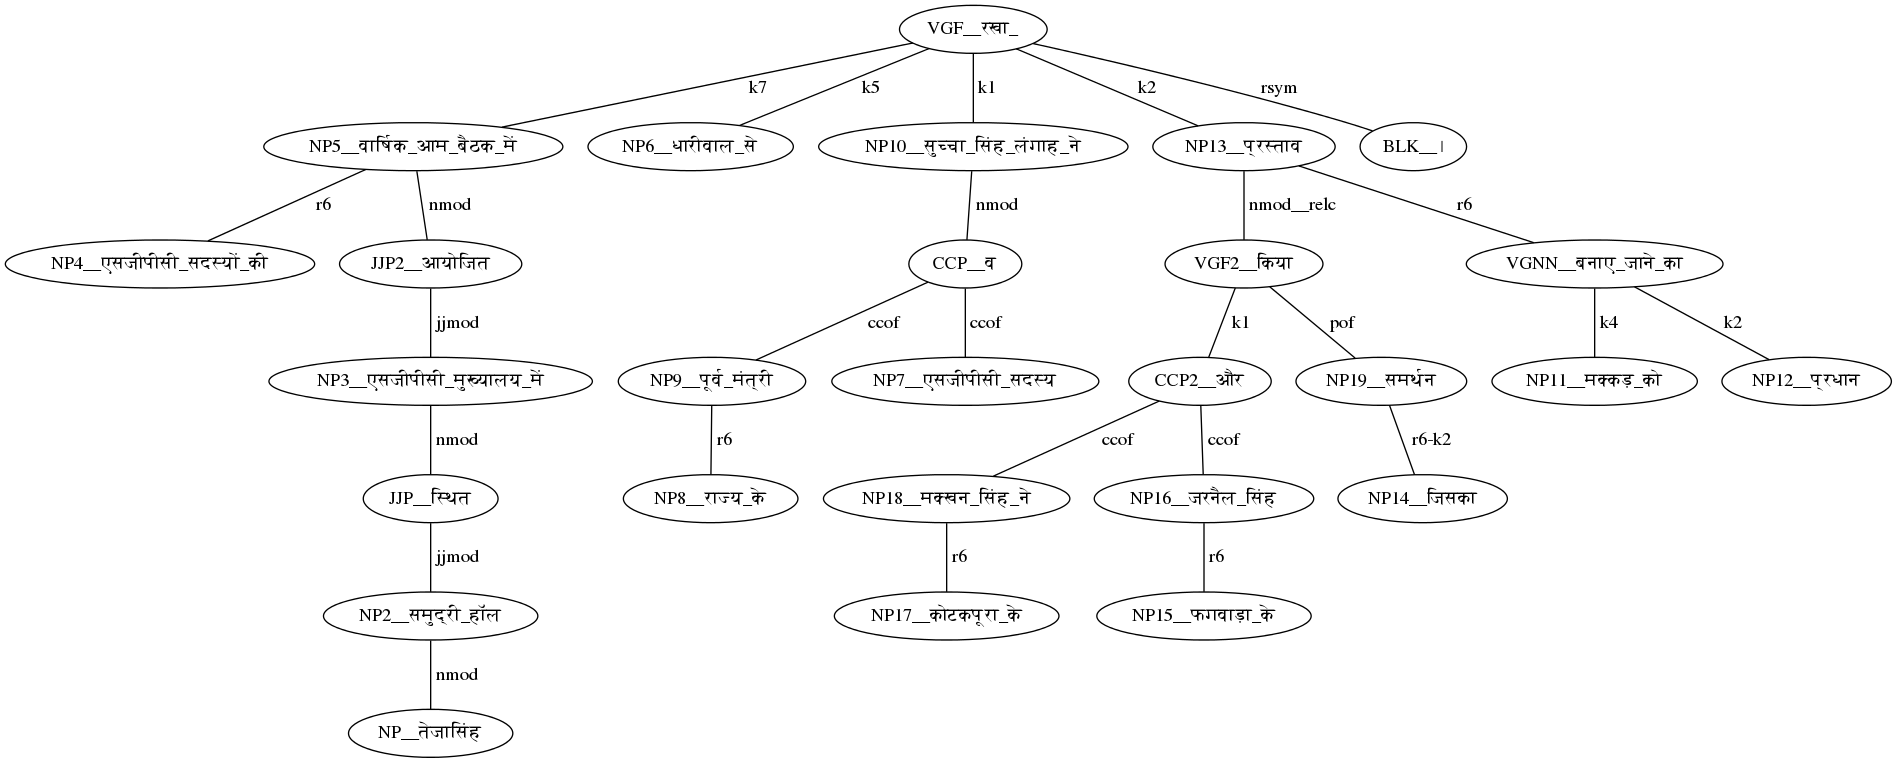 VGF__रखा_
k7 k5 k1 k2 rsym
NP5__वार्षिक_आम_बैठक_में NP6__धारीवाल_से NP10__सुच्चा_सिंह_लंगाह_ने NP13__प्रस्ताव BLK__।
r6 nmod nmod nmod__relc r6
NP4__एसजीपीसी_सदस्यों_की JJP2__आयोजित CCP__व VGF2__किया VGNN__बनाए_जाने_का
jjmod ccof ccof k1 pof k4 k2
NP3__एसजीपीसी_मुख्यालय_में NP9__पूर्व_मंत्री NP7__एसजीपीसी_सदस्य CCP2__और NP19__समर्थन NP11__मक्कड़_को NP12__प्रधान
nmod r6 ccof ccof r6-k2
JJP__स्थित NP8__राज्य_के NP18__मक्खन_सिंह_ने NP16__जरनैल_सिंह NP14__जिसका
jjmod r6 r6
NP2__समुद्री_हॉल NP17__कोटकपूरा_के NP15__फगवाड़ा_के
nmod
NP__तेजासिंह